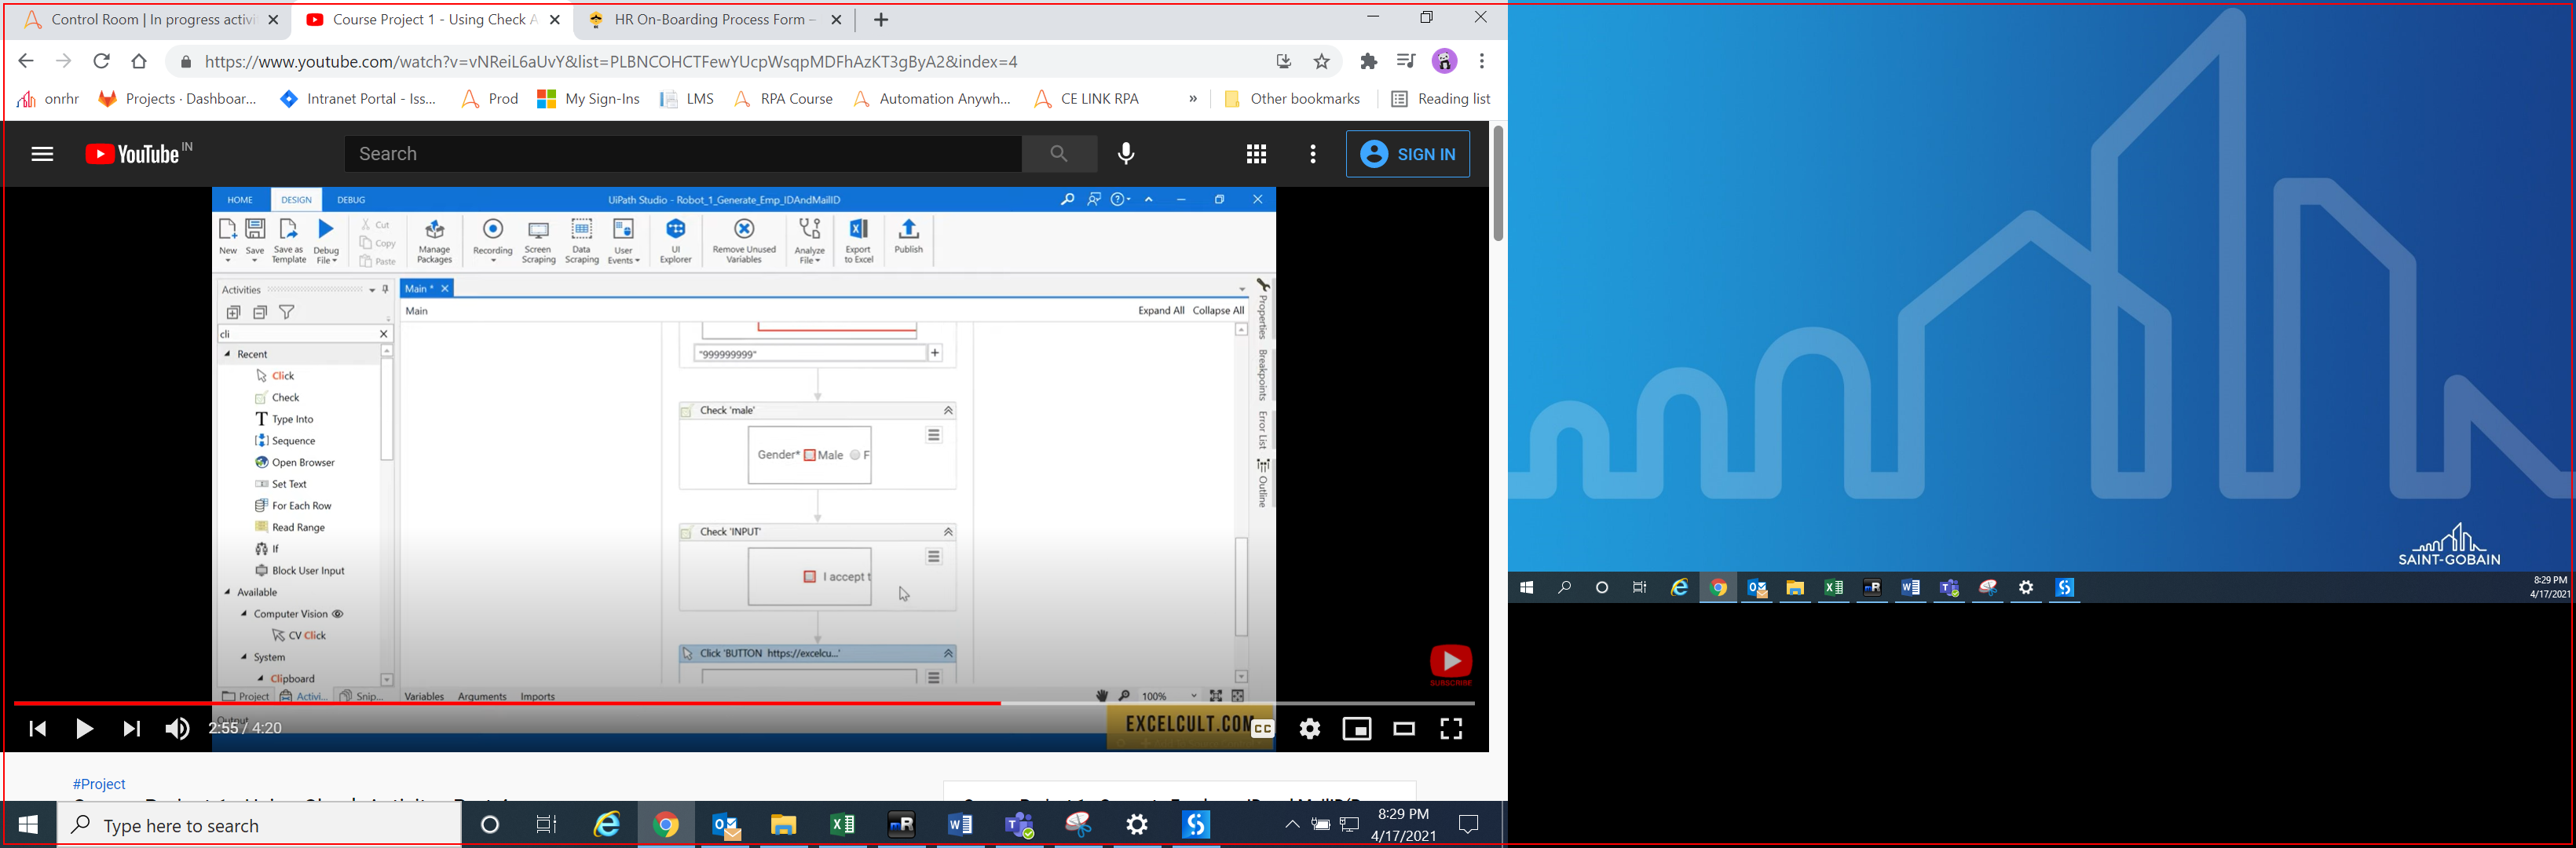 Control Room | In progress activi
Course Project 1 - Using Check A
HR On-Boarding Process Form –
https://www.youtube.com/watch?v=vNReiL6aUvY&list=PLBNCOHCTFewYUcpWsqpMDFhAzKT3gByA2&index=4
onrhr
Projects · Dashboar...
Intranet Portal - Iss...
Prod
My Sign-Ins
LMS
RPA Course
Automation Anywh...
CE LINK RPA
»
Other bookmarks
Reading list
YouTube IN
Search
SIGN IN
HOME
DESIGN
DEBUG
UiPath Studio - Robot_1_Generate_Emp_IDAndMailID
New
Save
Save as Template
Debug File
Cut
Copy
Paste
Manage Packages
Recording
Screen Scraping
Data Scraping
User Events
UI Explorer
Remove Unused Variables
Analyze File
Export to Excel
Publish
Activities
Main *
cli
Main
Expand All
Collapse All
Recent
Click
Check
Type Into
Sequence
Open Browser
Set Text
For Each Row
Read Range
If
Block User Input
Available
Computer Vision
CV Click
System
Clipboard
"999999999"
Check 'male'
Gender* Male F
Check 'INPUT'
I accept t
Click 'BUTTON https://excelcu...'
Properties
Breakpoints
Error List
Outline
Project
Activi...
Snip...
Variables
Arguments
Imports
100%
Output
SUBSCRIBE
2:55 / 4:20
EXCELCULT.COM
CC
#Project
Type here to search
8:29 PM
4/17/2021
SAINT-GOBAIN
8:29 PM
4/17/2021